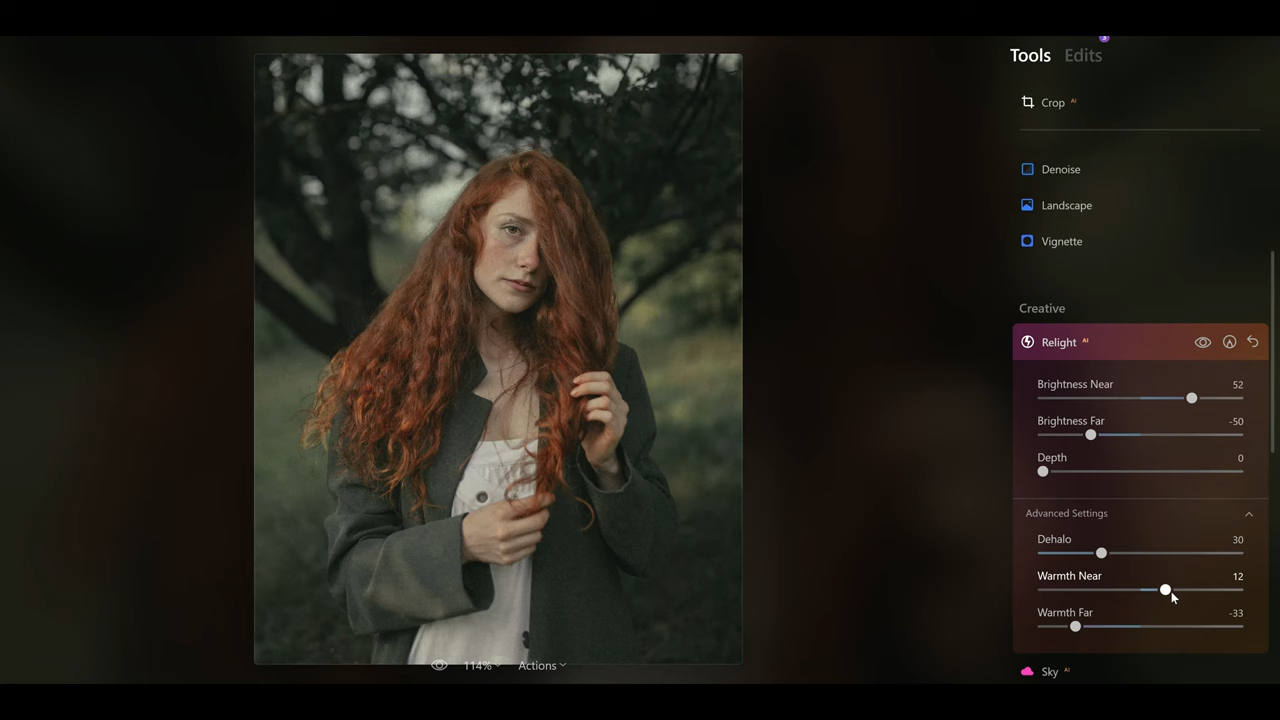 3
Tools Edits
Crop AI
Denoise
Landscape
Vignette
Creative
Relight AI
Brightness Near 52
Brightness Far -50
Depth 0
Advanced Settings
Dehalo 30
Warmth Near 12
Warmth Far -33
114% Actions
Sky AI